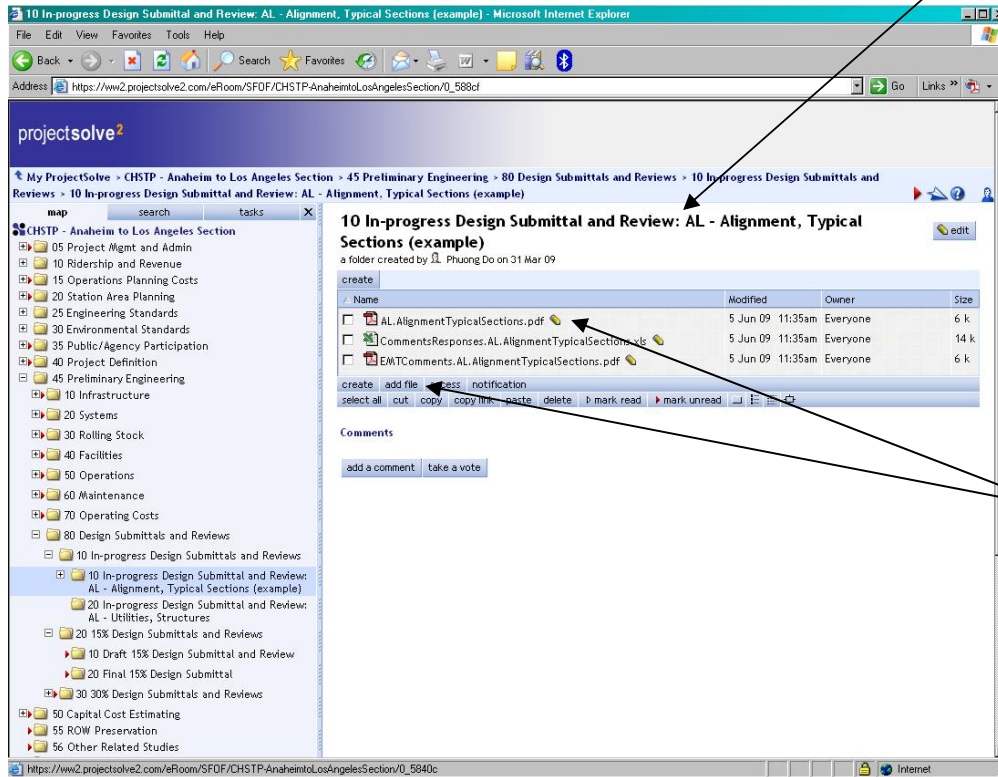 10 In-progress Design Submittal and Review: AL - Alignment, Typical Sections (example) - Microsoft Internet Explorer
File Edit View Favorites Tools Help
Back Search Favorites
Address https://ww2.projectsolve2.com/eRoom/SFOF/CHSTP-AnaheimtoLosAngelesSection/0_588cf Go Links »
projectsolve2
My ProjectSolve > CHSTP - Anaheim to Los Angeles Section > 45 Preliminary Engineering > 80 Design Submittals and Reviews > 10 In-progress Design Submittals and
Reviews > 10 In-progress Design Submittal and Review: AL - Alignment, Typical Sections (example)
map search tasks X
CHSTP - Anaheim to Los Angeles Section
05 Project Mgmt and Admin
10 Ridership and Revenue
15 Operations Planning Costs
20 Station Area Planning
25 Engineering Standards
30 Environmental Standards
35 Public/Agency Participation
40 Project Definition
45 Preliminary Engineering
10 Infrastructure
20 Systems
30 Rolling Stock
40 Facilities
50 Operations
60 Maintenance
70 Operating Costs
80 Design Submittals and Reviews
10 In-progress Design Submittals and Reviews
10 In-progress Design Submittal and Review:
AL - Alignment, Typical Sections (example)
20 In-progress Design Submittal and Review:
AL - Utilities, Structures
20 15% Design Submittals and Reviews
10 Draft 15% Design Submittal and Review
20 Final 15% Design Submittal
30 30% Design Submittals and Reviews
50 Capital Cost Estimating
55 ROW Preservation
56 Other Related Studies
10 In-progress Design Submittal and Review: AL - Alignment, Typical
Sections (example)
edit
a folder created by Phuong Do on 31 Mar 09
create
Name Modified Owner Size
AL.AlignmentTypicalSections.pdf 5 Jun 09 11:35am Everyone 6 k
CommentsResponses.AL.AlignmentTypicalSections.xls 5 Jun 09 11:35am Everyone 14 k
EMTComments.AL.AlignmentTypicalSections.pdf 5 Jun 09 11:35am Everyone 6 k
create add file access notification
select all cut copy copy link paste delete mark read mark unread
Comments
add a comment take a vote
https://ww2.projectsolve2.com/eRoom/SFOF/CHSTP-AnaheimtoLosAngelesSection/0_5840c Internet